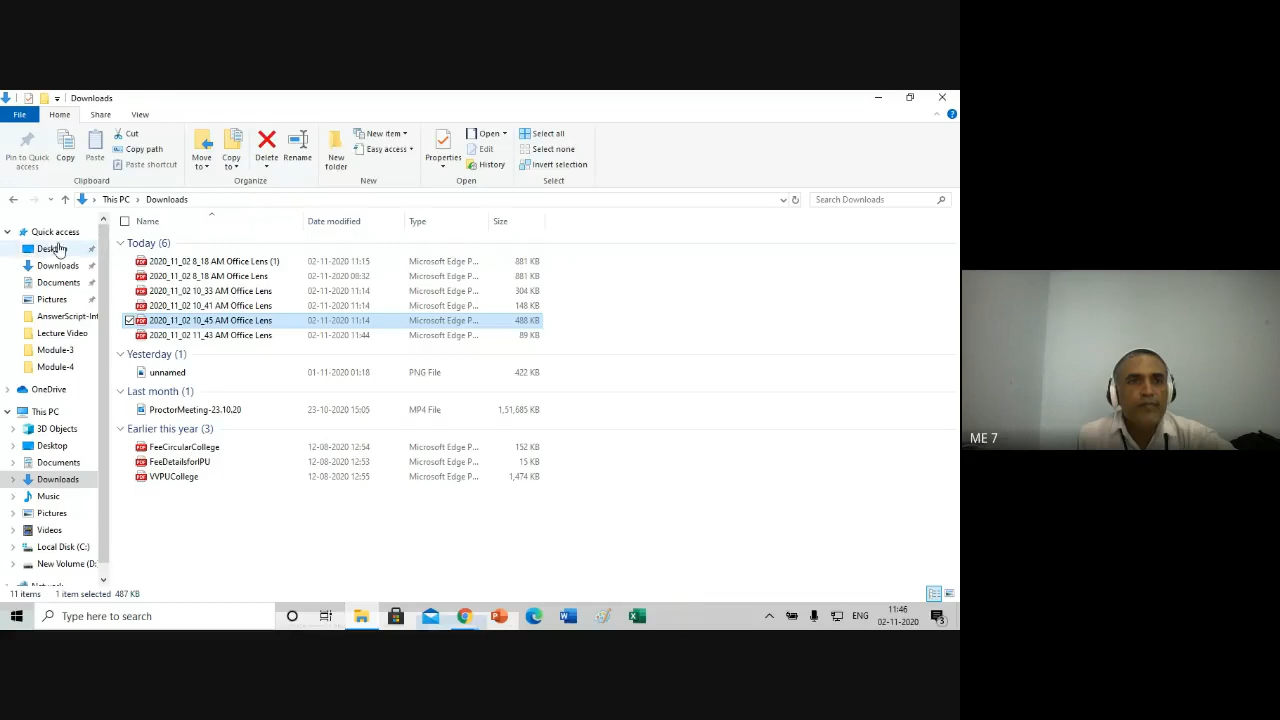 Downloads
File Home Share View
Pin to Quick access
Copy
Paste
Cut
Copy path
Paste shortcut
Clipboard
Move to
Copy to
Delete
Rename
Organize
New folder
New item
Easy access
New
Properties
Open
Edit
History
Open
Select all
Select none
Invert selection
Select
This PC > Downloads
Search Downloads
Quick access
Desktop
Downloads
Documents
Pictures
AnswerScript-Int
Lecture Video
Module-3
Module-4
OneDrive
This PC
3D Objects
Desktop
Documents
Downloads
Music
Pictures
Videos
Local Disk (C:)
New Volume (D:
Name Date modified Type Size
Today (6)
2020_11_02 8_18 AM Office Lens (1) 02-11-2020 11:15 Microsoft Edge P... 881 KB
2020_11_02 8_18 AM Office Lens 02-11-2020 08:32 Microsoft Edge P... 881 KB
2020_11_02 10_33 AM Office Lens 02-11-2020 11:14 Microsoft Edge P... 304 KB
2020_11_02 10_41 AM Office Lens 02-11-2020 11:14 Microsoft Edge P... 148 KB
2020_11_02 10_45 AM Office Lens 02-11-2020 11:14 Microsoft Edge P... 488 KB
2020_11_02 11_43 AM Office Lens 02-11-2020 11:44 Microsoft Edge P... 89 KB
Yesterday (1)
unnamed 01-11-2020 01:18 PNG File 422 KB
Last month (1)
ProctorMeeting-23.10.20 23-10-2020 15:05 MP4 File 1,51,685 KB
Earlier this year (3)
FeeCircularCollege 12-08-2020 12:54 Microsoft Edge P... 152 KB
FeeDetailsforIPU 12-08-2020 12:53 Microsoft Edge P... 15 KB
VVPUCollege 12-08-2020 12:55 Microsoft Edge P... 1,474 KB
11 items 1 item selected 487 KB
Type here to search
ENG
11:46
02-11-2020
3
ME 7